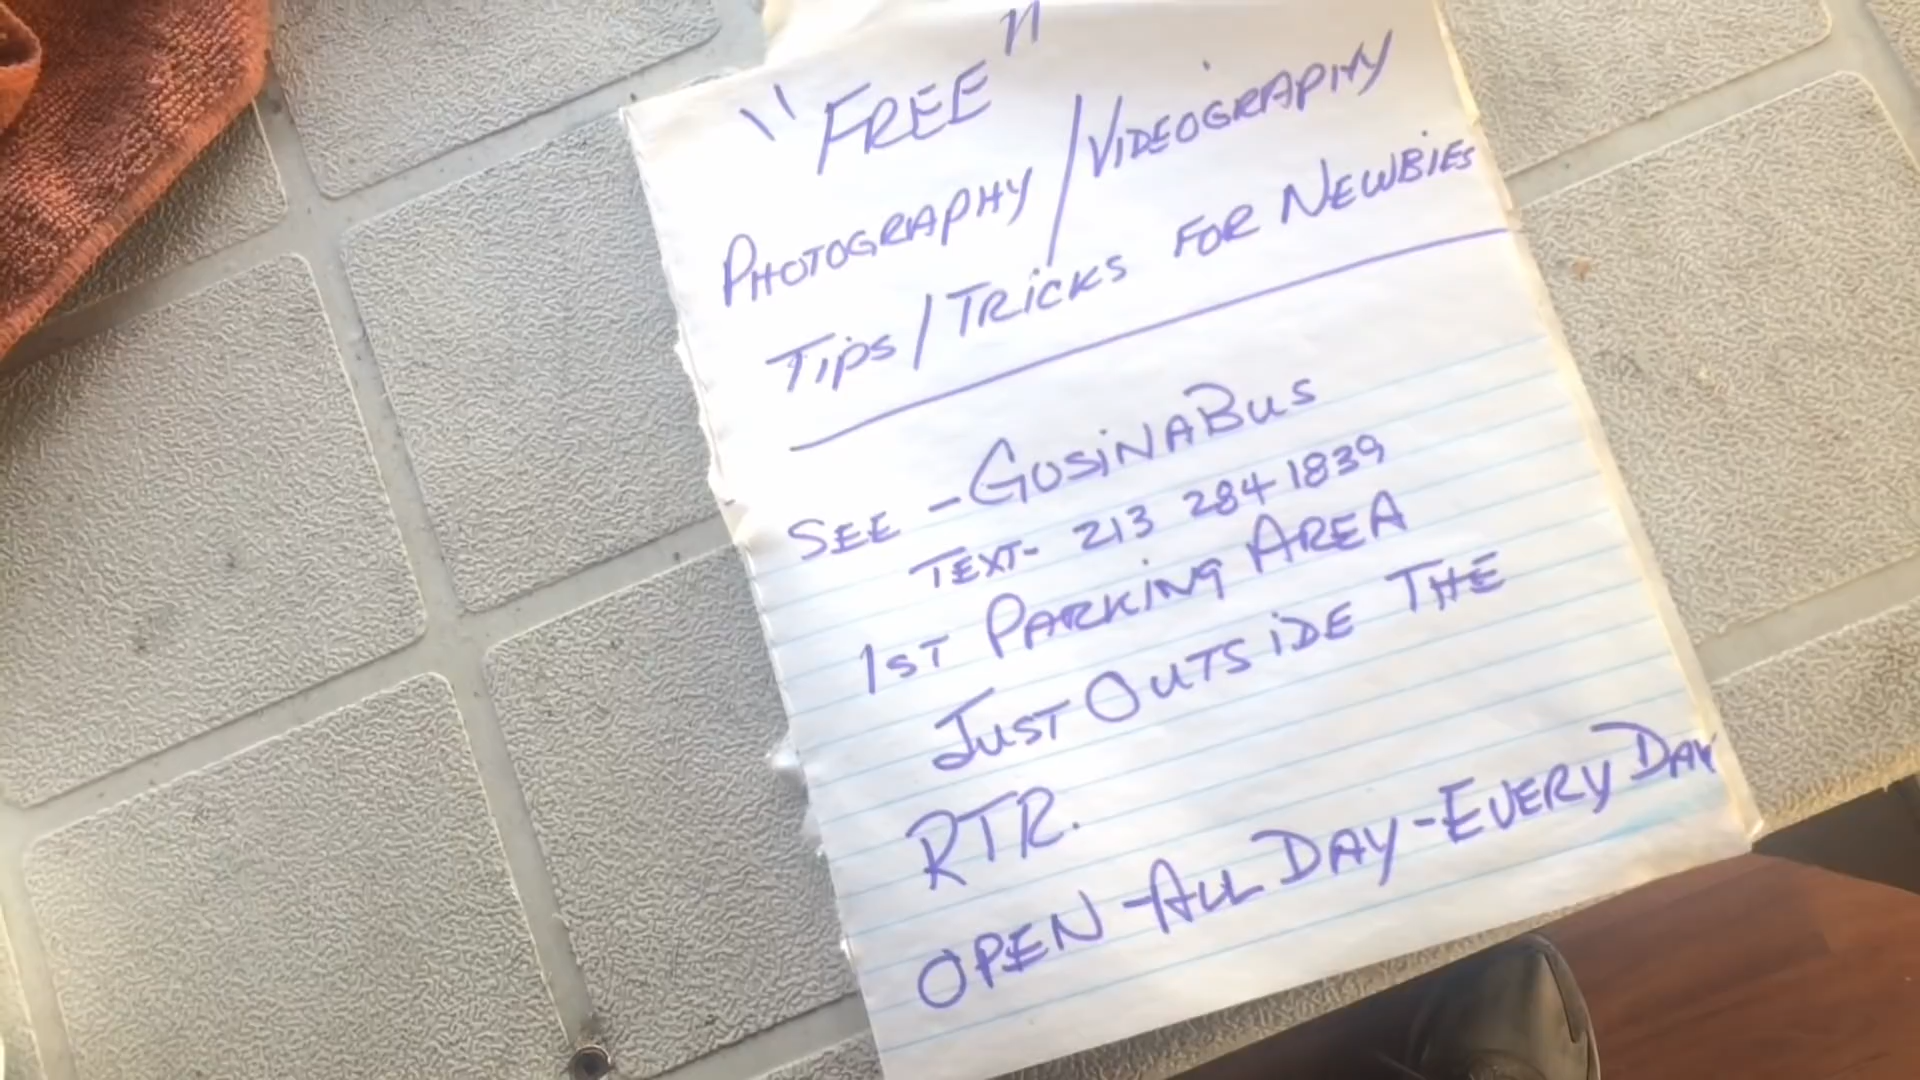 "FREE"
PHOTOGRAPHY/VIDEOGRAPHY
TIPS/TRICKS FOR NEWBIES
SEE - GUSINABUS
TEXT- 213 284 1839
1ST PARKING AREA
JUST OUTSIDE THE
RTR.
OPEN - ALL DAY - EVERY DAY